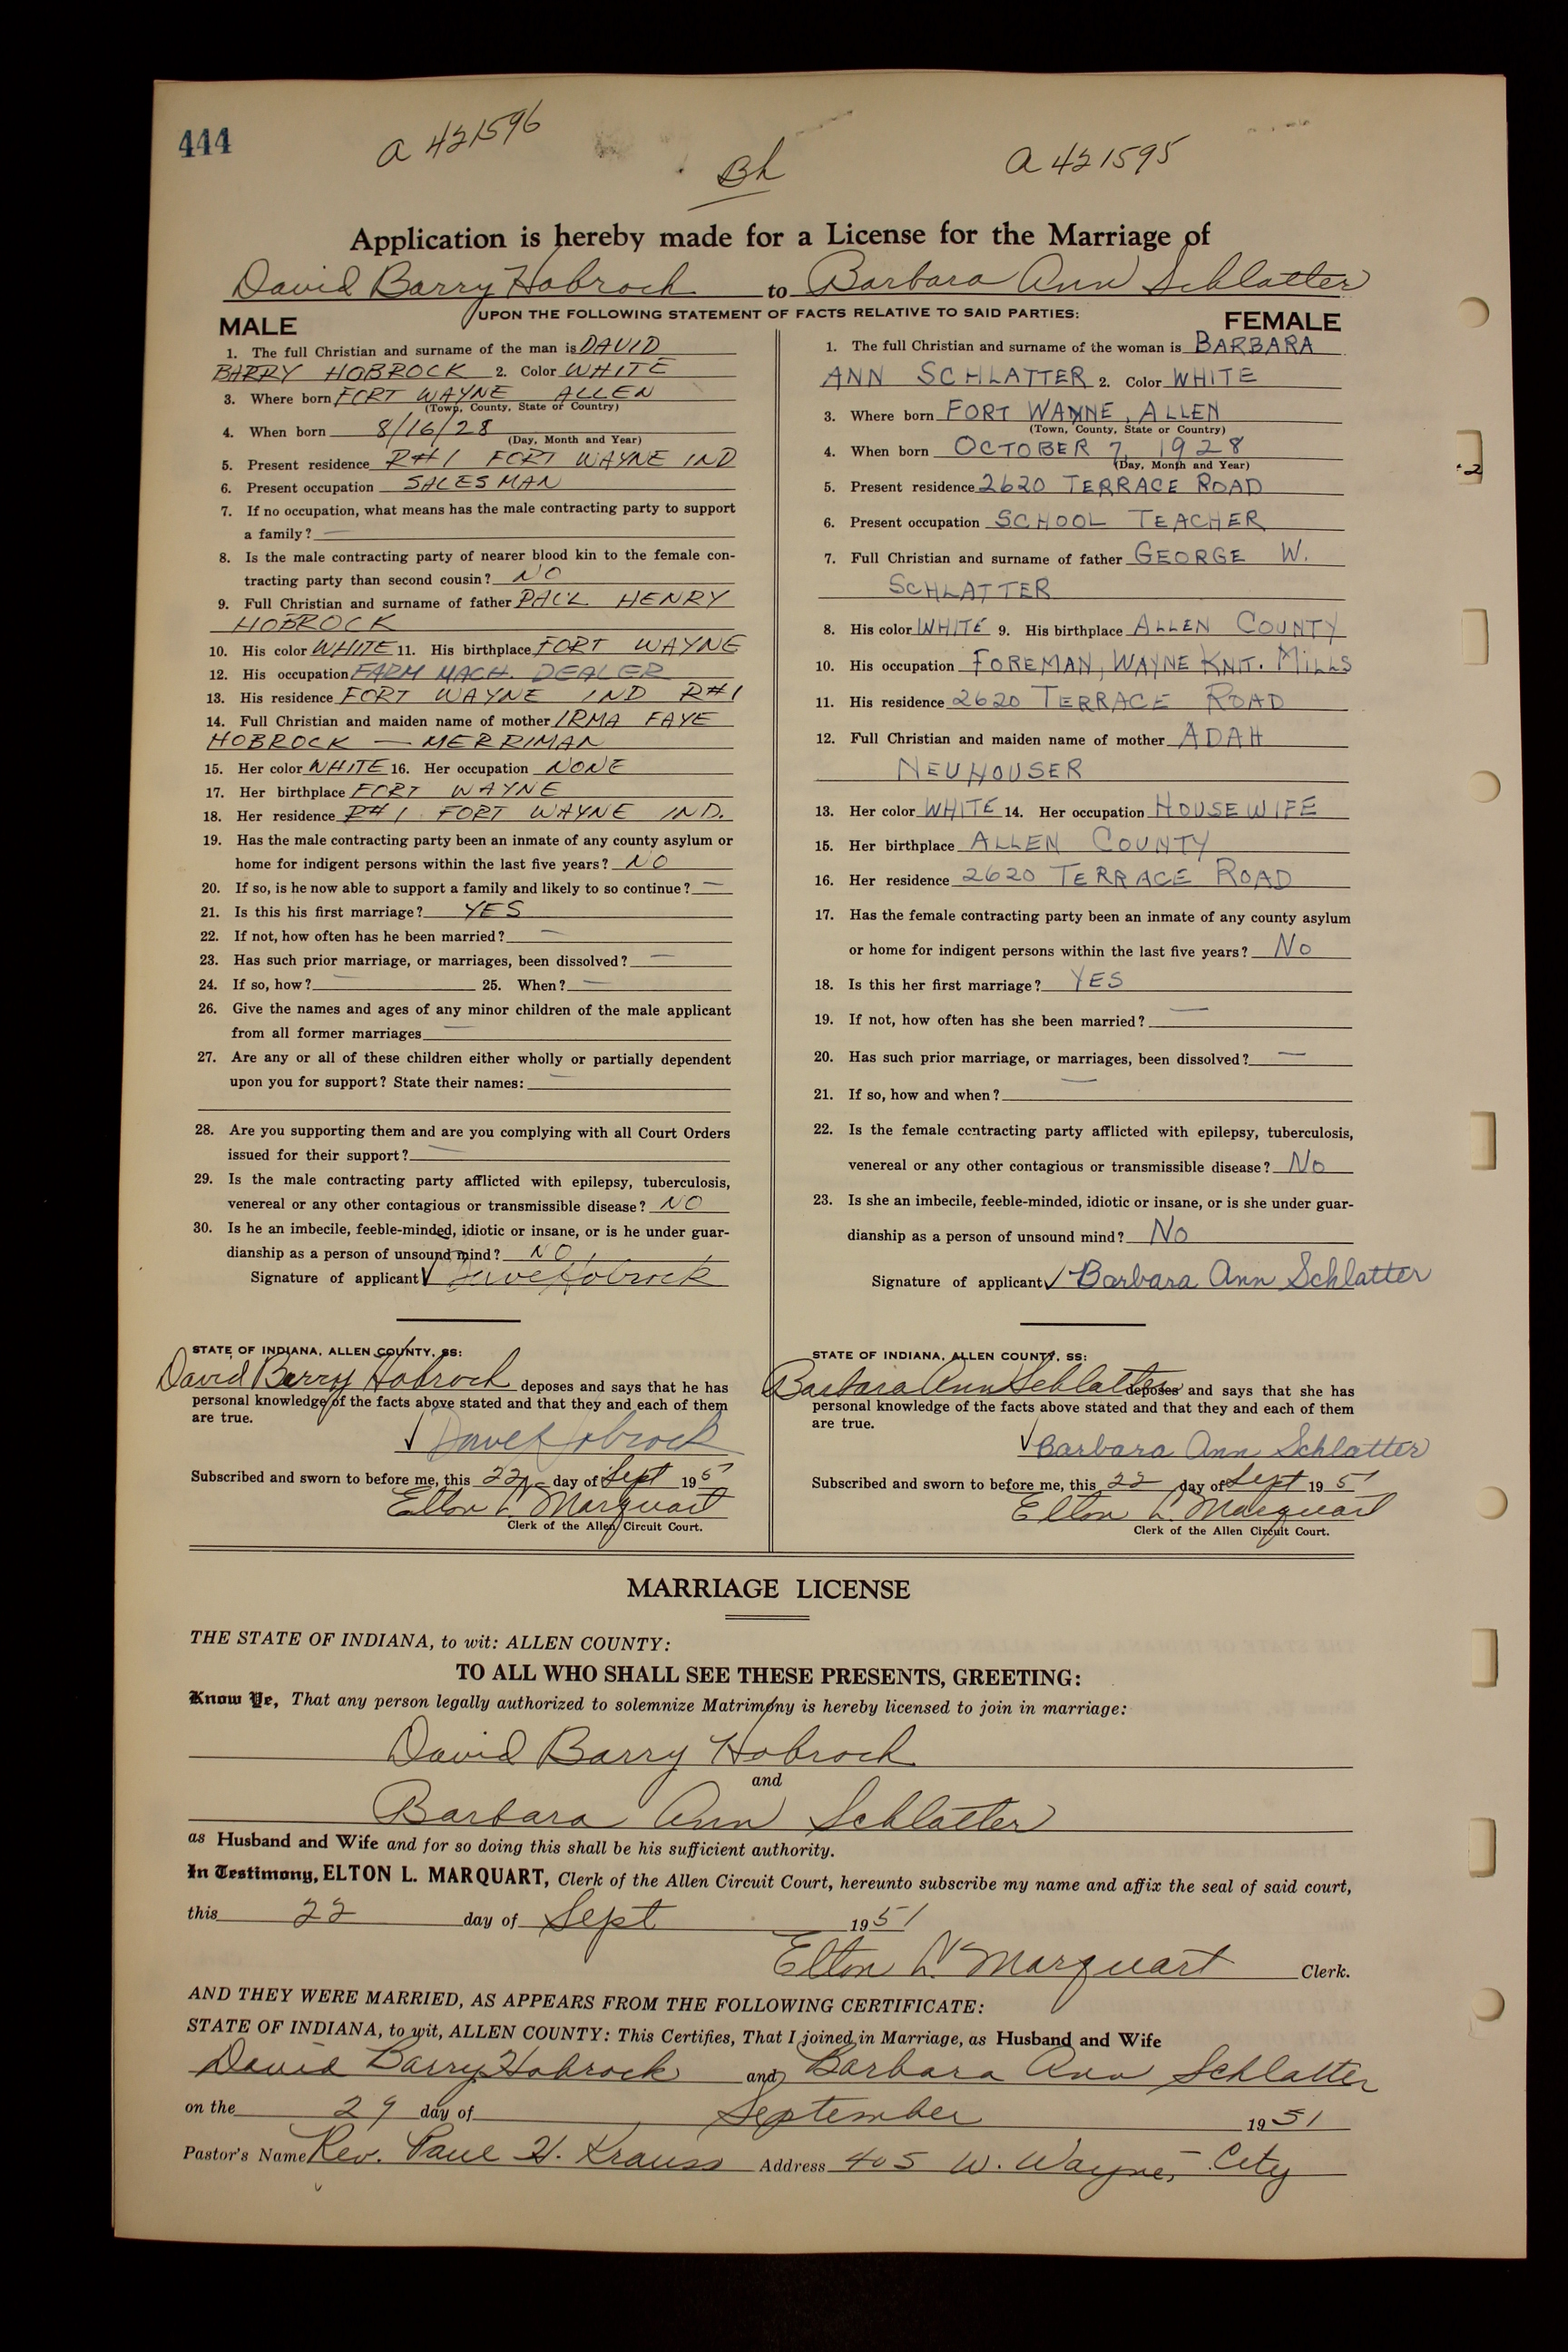 444
a 421596
Bh
a 421595
Application is hereby made for a License for the Marriage of
David Barry Hobrock to Barbara Ann Schlatter
UPON THE FOLLOWING STATEMENT OF FACTS RELATIVE TO SAID PARTIES:
MALE
1. The full Christian and surname of the man is DAVID
BARRY HOBROCK 2. Color WHITE
3. Where born FORT WAYNE ALLEN
(Town, County, State or Country)
4. When born 8/16/28
(Day, Month and Year)
5. Present residence R#1 FORT WAYNE IND
6. Present occupation SALESMAN
7. If no occupation, what means has the male contracting party to support
a family? —
8. Is the male contracting party of nearer blood kin to the female con-
tracting party than second cousin? NO
9. Full Christian and surname of father PAUL HENRY
HOBROCK
10. His color WHITE 11. His birthplace FORT WAYNE
12. His occupation FARM MACH. DEALER
13. His residence FORT WAYNE IND R#1
14. Full Christian and maiden name of mother IRMA FAYE
HOBROCK — MERRIMAN
15. Her color WHITE 16. Her occupation NONE
17. Her birthplace FORT WAYNE
18. Her residence R#1 FORT WAYNE IND.
19. Has the male contracting party been an inmate of any county asylum or
home for indigent persons within the last five years? NO
20. If so, is he now able to support a family and likely to so continue? —
21. Is this his first marriage? YES
22. If not, how often has he been married? —
23. Has such prior marriage, or marriages, been dissolved? —
24. If so, how? — 25. When? —
26. Give the names and ages of any minor children of the male applicant
from all former marriages —
27. Are any or all of these children either wholly or partially dependent
upon you for support? State their names: —
28. Are you supporting them and are you complying with all Court Orders
issued for their support? —
29. Is the male contracting party afflicted with epilepsy, tuberculosis,
venereal or any other contagious or transmissible disease? NO
30. Is he an imbecile, feeble-minded, idiotic or insane, or is he under guar-
dianship as a person of unsound mind? NO
Signature of applicant √ Dave Hobrock
STATE OF INDIANA, ALLEN COUNTY, SS:
David Barry Hobrock deposes and says that he has
personal knowledge of the facts above stated and that they and each of them
are true.
√ Dave Hobrock
Subscribed and sworn to before me, this 22 day of Sept 1951
Elton L. Marquart
Clerk of the Allen Circuit Court.
FEMALE
1. The full Christian and surname of the woman is BARBARA
ANN SCHLATTER 2. Color WHITE
3. Where born FORT WAYNE, ALLEN
(Town, County, State or Country)
4. When born OCTOBER 7, 1928
(Day, Month and Year)
5. Present residence 2620 TERRACE ROAD
6. Present occupation SCHOOL TEACHER
7. Full Christian and surname of father GEORGE W.
SCHLATTER
8. His color WHITE 9. His birthplace ALLEN COUNTY
10. His occupation FOREMAN, WAYNE KNIT. MILLS
11. His residence 2620 TERRACE ROAD
12. Full Christian and maiden name of mother ADAH
NEUHOUSER
13. Her color WHITE 14. Her occupation HOUSEWIFE
15. Her birthplace ALLEN COUNTY
16. Her residence 2620 TERRACE ROAD
17. Has the female contracting party been an inmate of any county asylum
or home for indigent persons within the last five years? No
18. Is this her first marriage? YES
19. If not, how often has she been married? —
20. Has such prior marriage, or marriages, been dissolved? —
21. If so, how and when? —
22. Is the female contracting party afflicted with epilepsy, tuberculosis,
venereal or any other contagious or transmissible disease? No
23. Is she an imbecile, feeble-minded, idiotic or insane, or is she under guar-
dianship as a person of unsound mind? No
Signature of applicant √ Barbara Ann Schlatter
STATE OF INDIANA, ALLEN COUNTY, SS:
Barbara Ann Schlatter deposes and says that she has
personal knowledge of the facts above stated and that they and each of them
are true.
√ Barbara Ann Schlatter
Subscribed and sworn to before me, this 22 day of Sept 1951
Elton L. Marquart
Clerk of the Allen Circuit Court.
MARRIAGE LICENSE
THE STATE OF INDIANA, to wit: ALLEN COUNTY:
TO ALL WHO SHALL SEE THESE PRESENTS, GREETING:
Know Ye, That any person legally authorized to solemnize Matrimony is hereby licensed to join in marriage:
David Barry Hobrock
and
Barbara Ann Schlatter
as Husband and Wife and for so doing this shall be his sufficient authority.
In Testimony, ELTON L. MARQUART, Clerk of the Allen Circuit Court, hereunto subscribe my name and affix the seal of said court,
this 22 day of Sept 1951
Elton L. Marquart Clerk.
AND THEY WERE MARRIED, AS APPEARS FROM THE FOLLOWING CERTIFICATE:
STATE OF INDIANA, to wit, ALLEN COUNTY: This Certifies, That I joined in Marriage, as Husband and Wife
David Barry Hobrock and Barbara Ann Schlatter
on the 29 day of September 1951
Pastor's Name Rev. Paul H. Krauss Address 405 W. Wayne, City